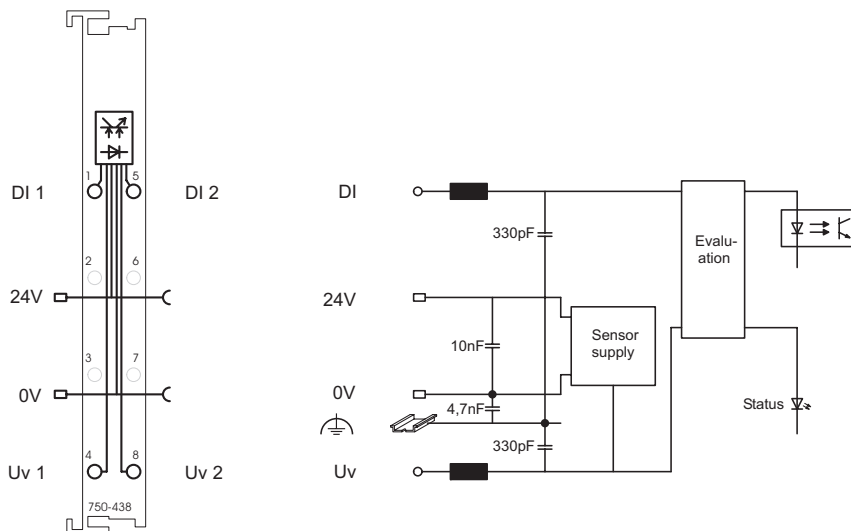 1
5
DI 1
DI 2
2
6
24V
3
7
0V
4
8
Uv 1
Uv 2
750-438
DI
330pF
Evalu-
ation
24V
10nF
Sensor
supply
0V
4,7nF
Status
330pF
Uv